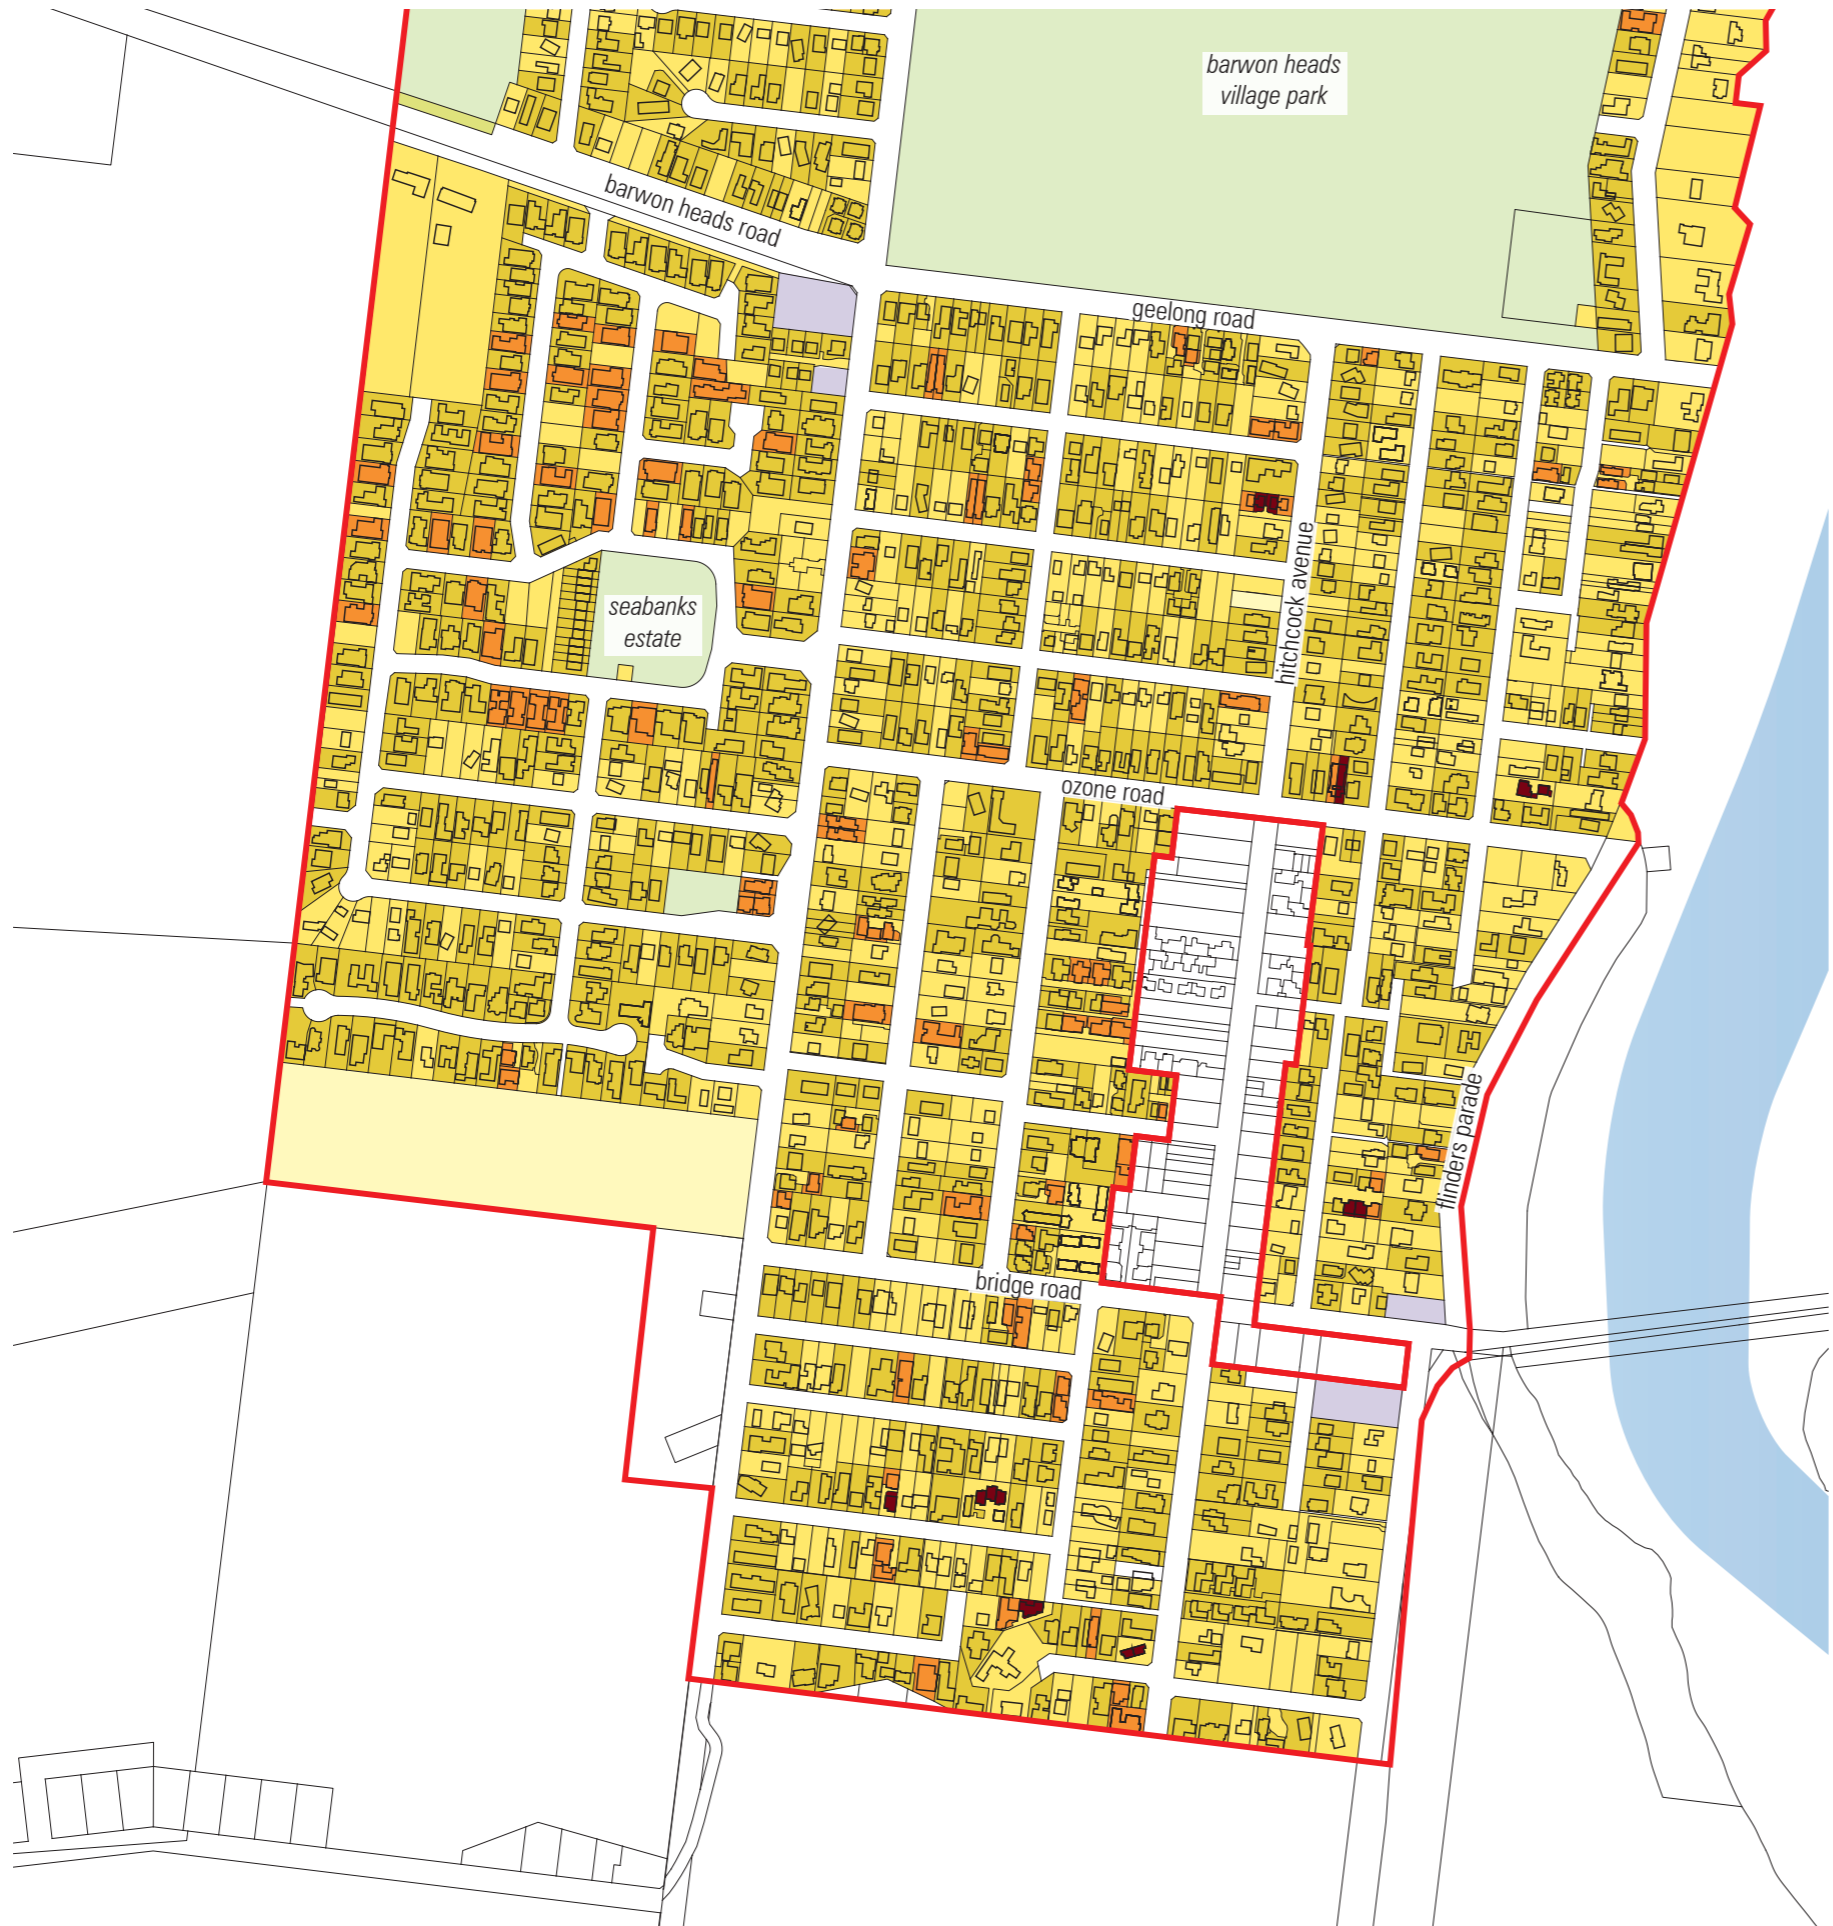 barwon heads
village park
barwon heads road
geelong road
hitchcock avenue
seabanks
estate
ozone road
flinders parade
bridge road